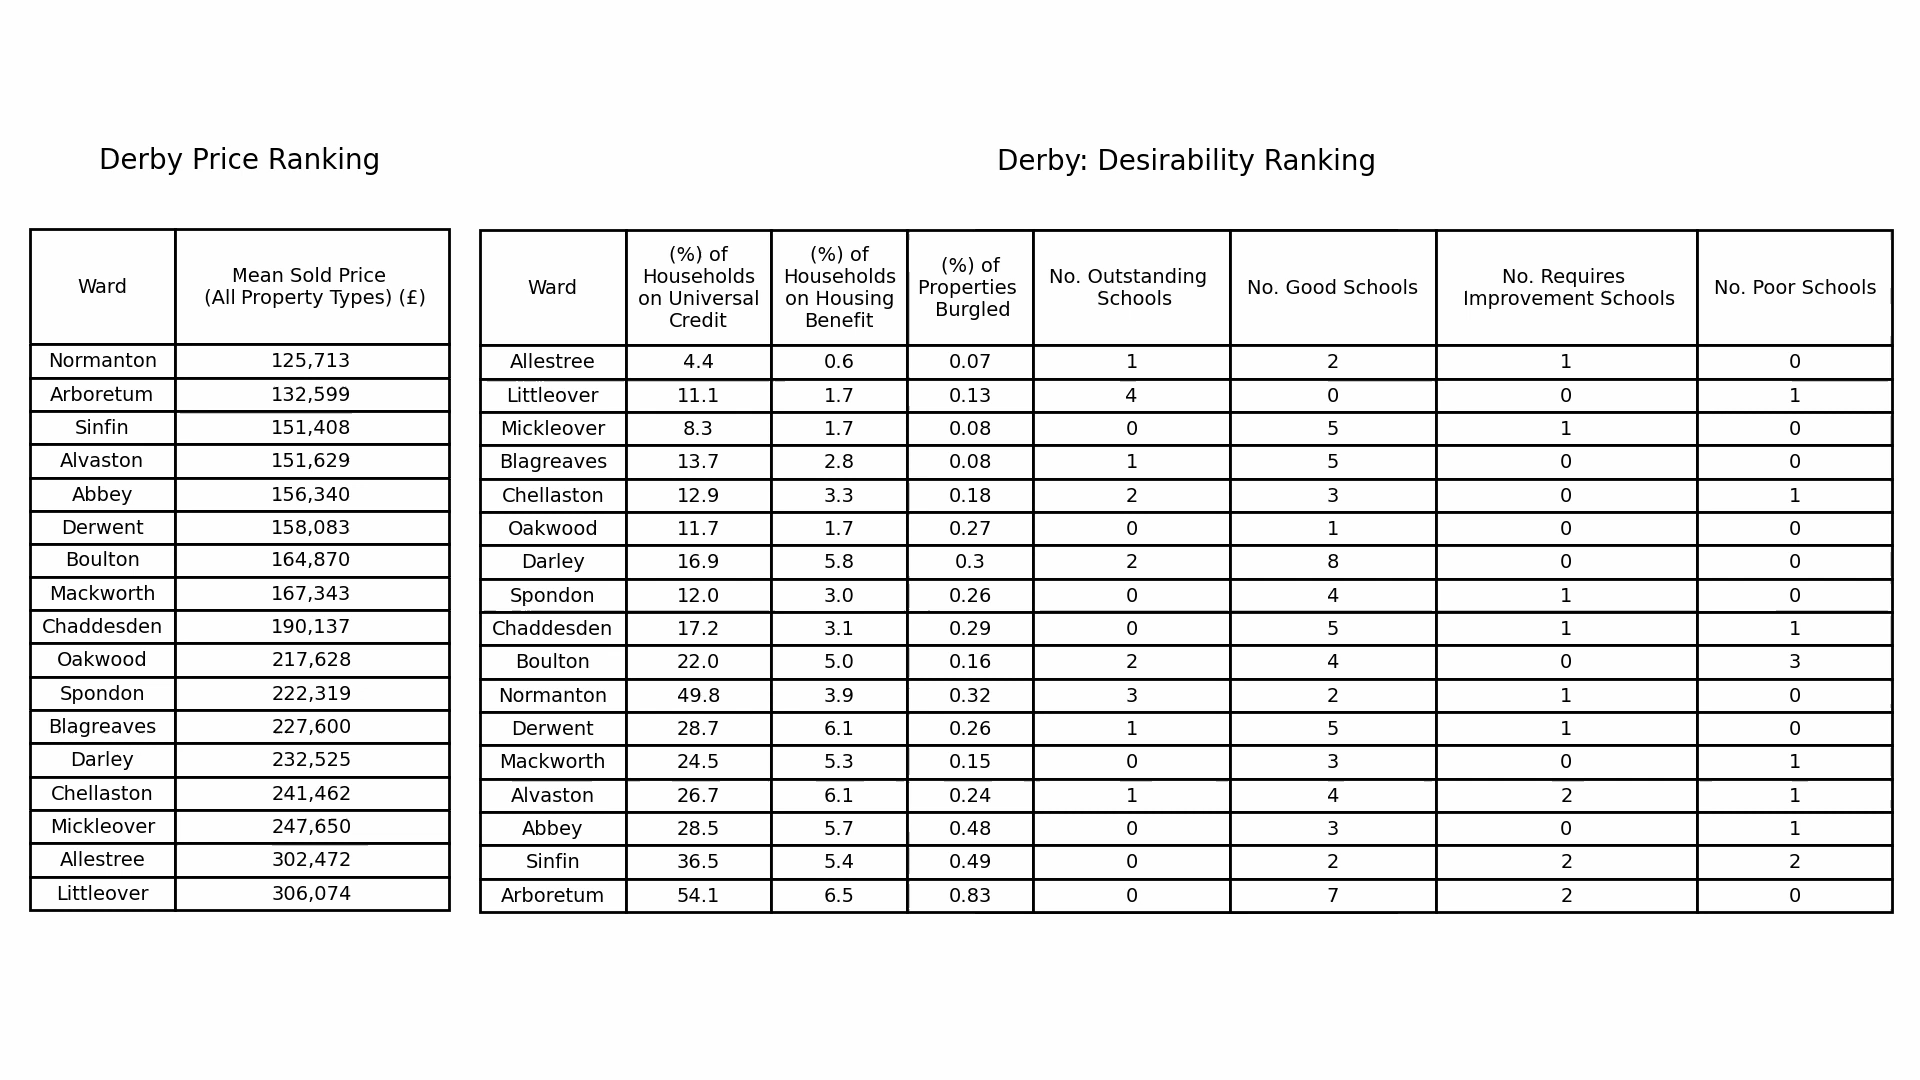 Derby Price Ranking
Ward
Mean Sold Price
(All Property Types) (£)
Normanton 125,713
Arboretum 132,599
Sinfin 151,408
Alvaston 151,629
Abbey 156,340
Derwent 158,083
Boulton 164,870
Mackworth 167,343
Chaddesden 190,137
Oakwood 217,628
Spondon 222,319
Blagreaves 227,600
Darley 232,525
Chellaston 241,462
Mickleover 247,650
Allestree 302,472
Littleover 306,074
Derby: Desirability Ranking
Ward
(%) of
Households
on Universal
Credit
(%) of
Households
on Housing
Benefit
(%) of
Properties
Burgled
No. Outstanding
Schools
No. Good Schools
No. Requires
Improvement Schools
No. Poor Schools
Allestree 4.4 0.6 0.07 1 2 1 0
Littleover 11.1 1.7 0.13 4 0 0 1
Mickleover 8.3 1.7 0.08 0 5 1 0
Blagreaves 13.7 2.8 0.08 1 5 0 0
Chellaston 12.9 3.3 0.18 2 3 0 1
Oakwood 11.7 1.7 0.27 0 1 0 0
Darley 16.9 5.8 0.3 2 8 0 0
Spondon 12.0 3.0 0.26 0 4 1 0
Chaddesden 17.2 3.1 0.29 0 5 1 1
Boulton 22.0 5.0 0.16 2 4 0 3
Normanton 49.8 3.9 0.32 3 2 1 0
Derwent 28.7 6.1 0.26 1 5 1 0
Mackworth 24.5 5.3 0.15 0 3 0 1
Alvaston 26.7 6.1 0.24 1 4 2 1
Abbey 28.5 5.7 0.48 0 3 0 1
Sinfin 36.5 5.4 0.49 0 2 2 2
Arboretum 54.1 6.5 0.83 0 7 2 0